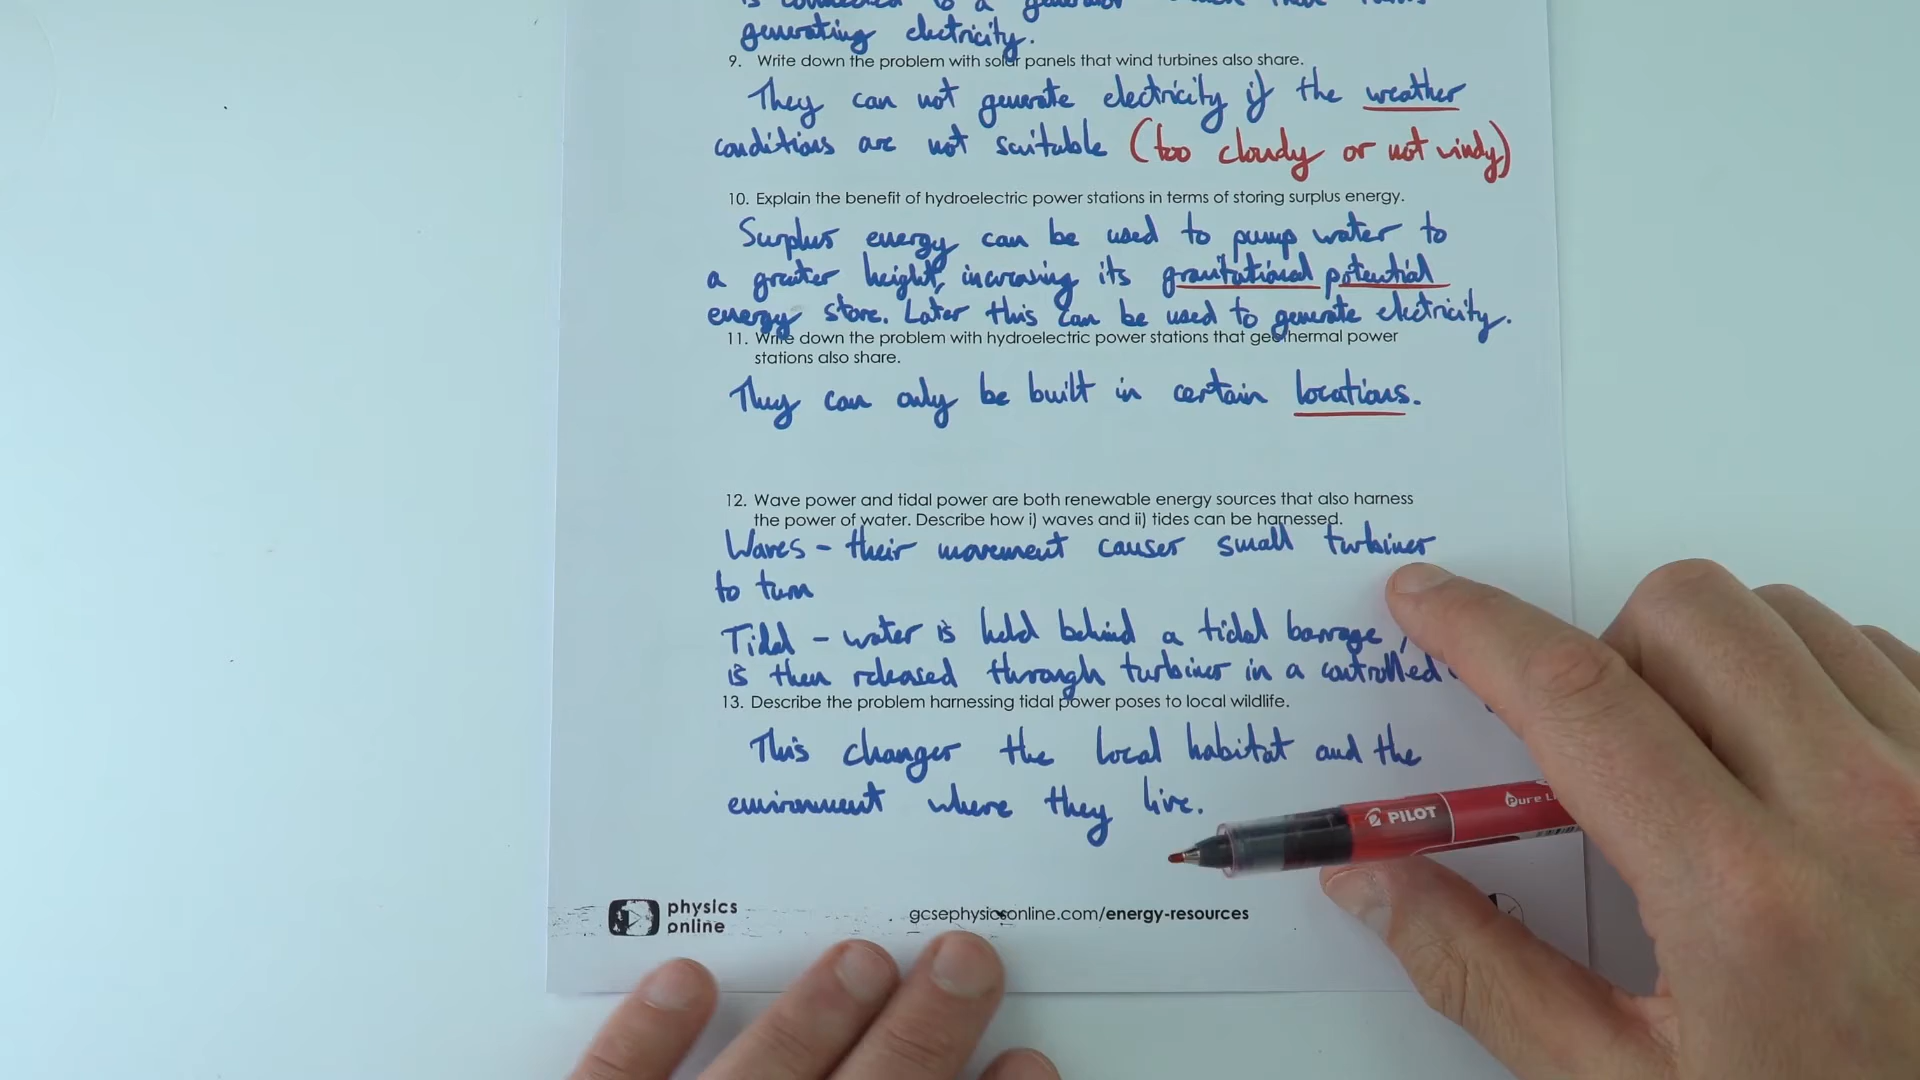 is connected to a generator
generating electricity.
9. Write down the problem with solar panels that wind turbines also share.
They can not generate electricity if the weather
conditions are not suitable (too cloudy or not windy)
10. Explain the benefit of hydroelectric power stations in terms of storing surplus energy.
Surplus energy can be used to pump water to
a greater height, increasing its gravitational potential
energy store. Later this can be used to generate electricity.
11. Write down the problem with hydroelectric power stations that geothermal power
stations also share.
They can only be built in certain locations.
12. Wave power and tidal power are both renewable energy sources that also harness
the power of water. Describe how i) waves and ii) tides can be harnessed.
Waves - their movement causes small turbines
to turn
Tidal - water is held behind a tidal barrage,
is then released through turbines in a controlled
13. Describe the problem harnessing tidal power poses to local wildlife.
This changes the local habitat and the
environment where they live.
PILOT
physics
online
gcsephysicsonline.com/energy-resources